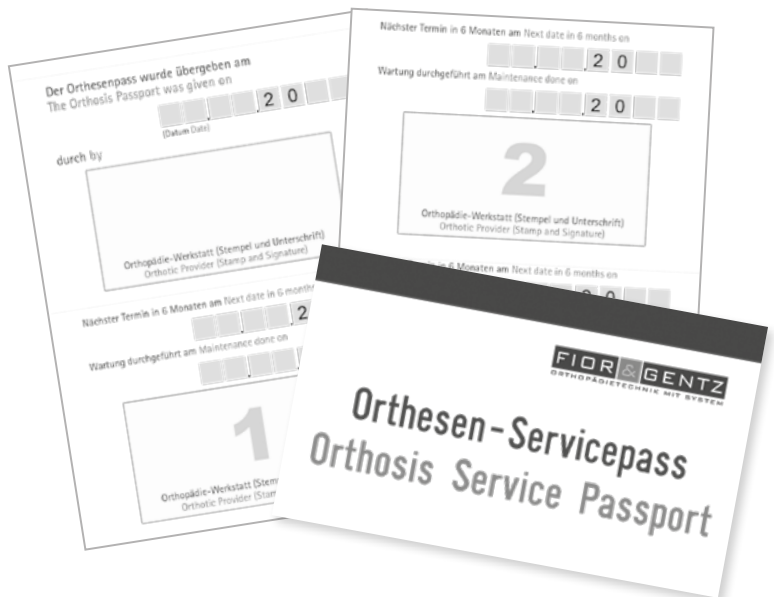 Der Orthesenpass wurde übergeben am
The Orthosis Passport was given on
. . 20
(Datum Date)
durch by
Orthopädie-Werkstatt (Stempel und Unterschrift)
Orthotic Provider (Stamp and Signature)
Nächster Termin in 6 Monaten am Next date in 6 month
. . 2
Wartung durchgeführt am Maintenance done on
. .
1
Orthopädie-Werkstatt (Stem
Orthotic Provider (Stam
Nächster Termin in 6 Monaten am Next date in 6 months on
. . 20
Wartung durchgeführt am Maintenance done on
. . 20
2
Orthopädie-Werkstatt (Stempel und Unterschrift)
Orthotic Provider (Stamp and Signature)
in 6 Monaten am Next date in 6 months on
20
FIOR & GENTZ
ORTHOPÄDIETECHNIK MIT SYSTEM
Orthesen-Servicepass
Orthosis Service Passport